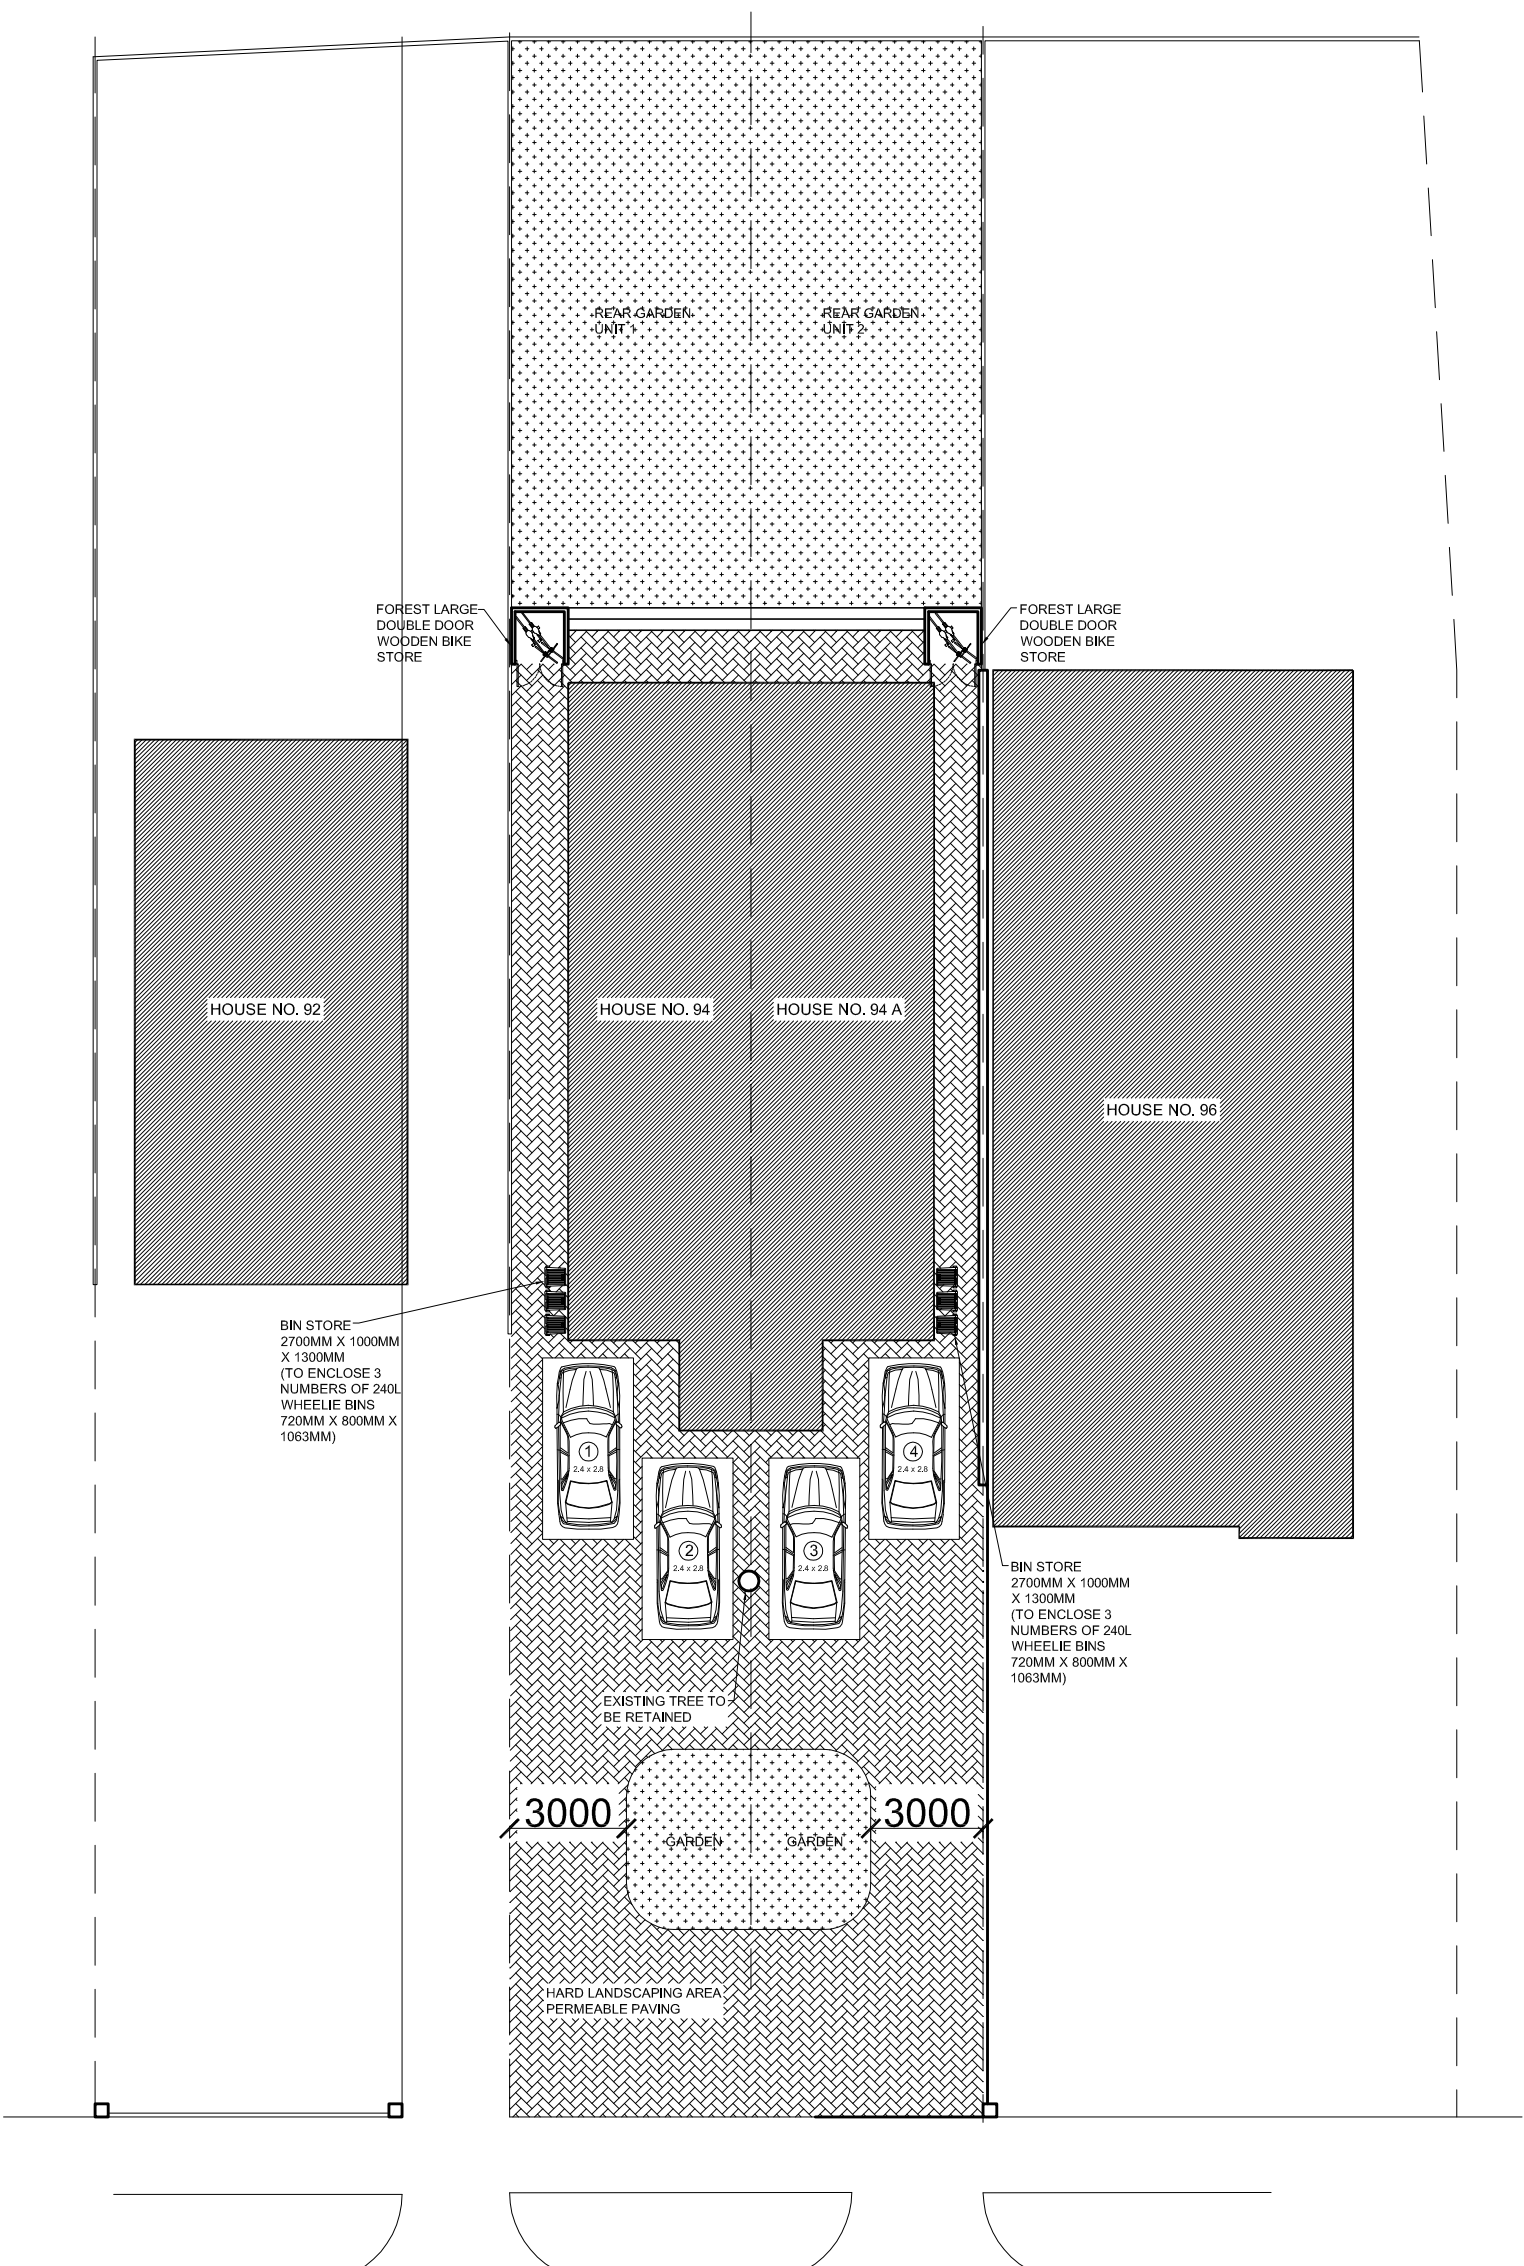 REAR GARDEN
UNIT 1
REAR GARDEN
UNIT 2
FOREST LARGE
DOUBLE DOOR
WOODEN BIKE
STORE
FOREST LARGE
DOUBLE DOOR
WOODEN BIKE
STORE
HOUSE NO. 92
HOUSE NO. 94
HOUSE NO. 94 A
HOUSE NO. 96
BIN STORE
2700MM X 1000MM
X 1300MM
(TO ENCLOSE 3
NUMBERS OF 240L
WHEELIE BINS
720MM X 800MM X
1063MM)
1
2.4 x 2.8
4
2.4 x 2.8
2
2.4 x 2.8
3
2.4 x 2.8
BIN STORE
2700MM X 1000MM
X 1300MM
(TO ENCLOSE 3
NUMBERS OF 240L
WHEELIE BINS
720MM X 800MM X
1063MM)
EXISTING TREE TO
BE RETAINED
3000
3000
GARDEN
GARDEN
HARD LANDSCAPING AREA
PERMEABLE PAVING